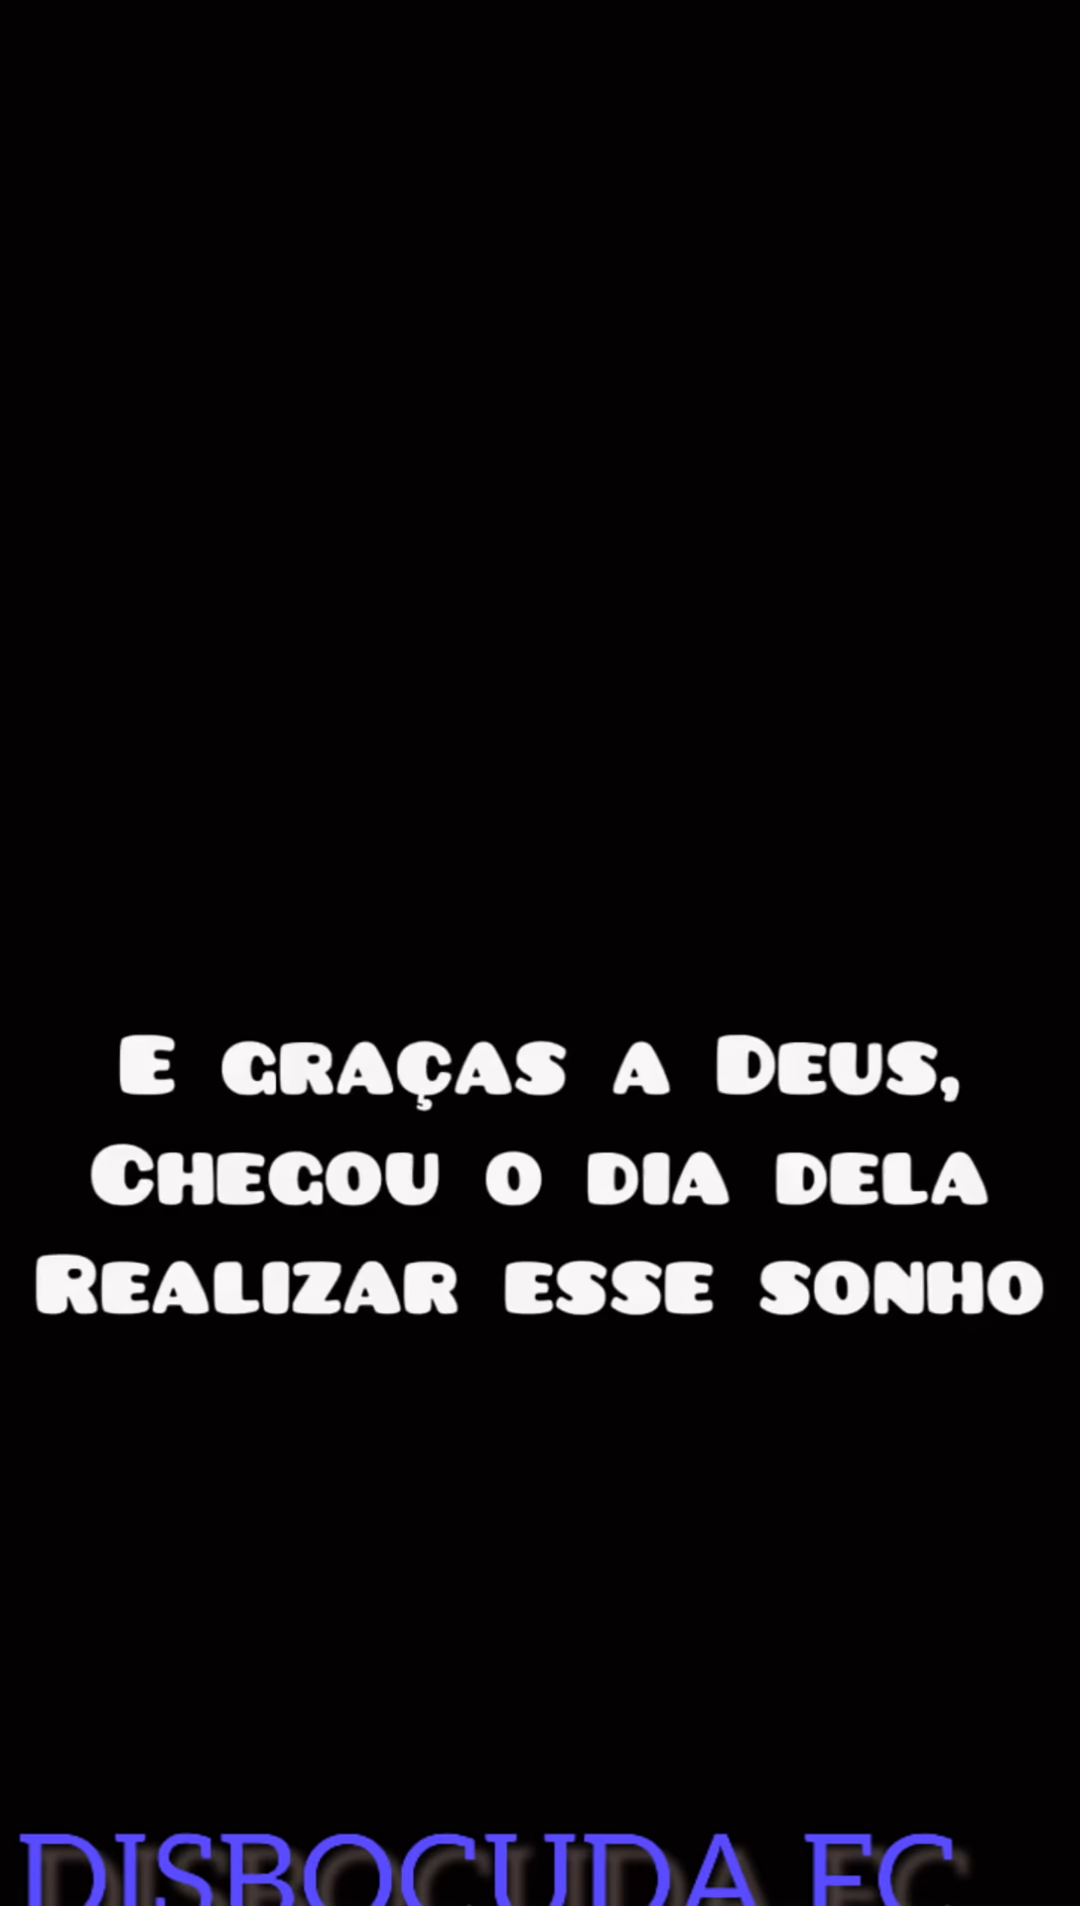 E graças a Deus,
Chegou o dia dela
Realizar esse sonho
DISBOCUDA FC